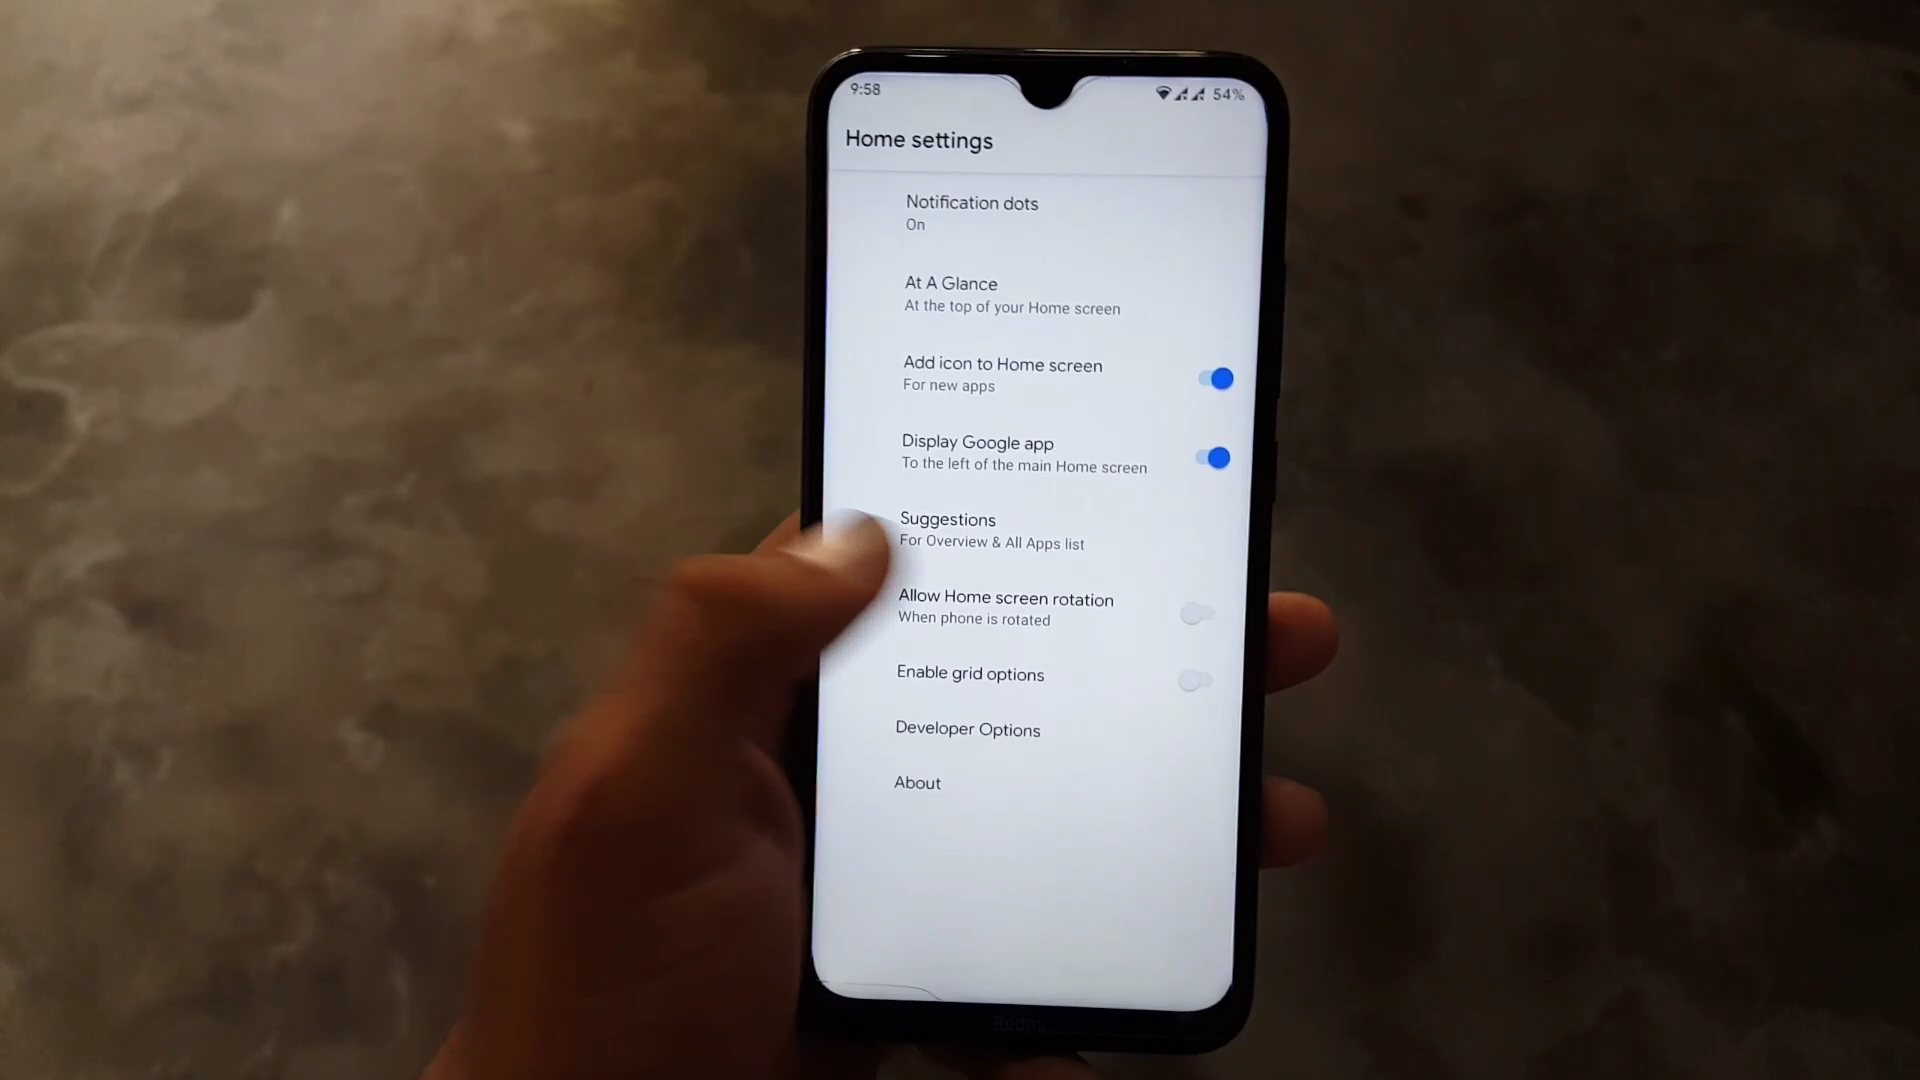 9:58
54%
Home settings
Notification dots
On
At A Glance
At the top of your Home screen
Add icon to Home screen
For new apps
Display Google app
To the left of the main Home screen
Suggestions
For Overview & All Apps list
Allow Home screen rotation
When phone is rotated
Enable grid options
Developer Options
About
Redmi